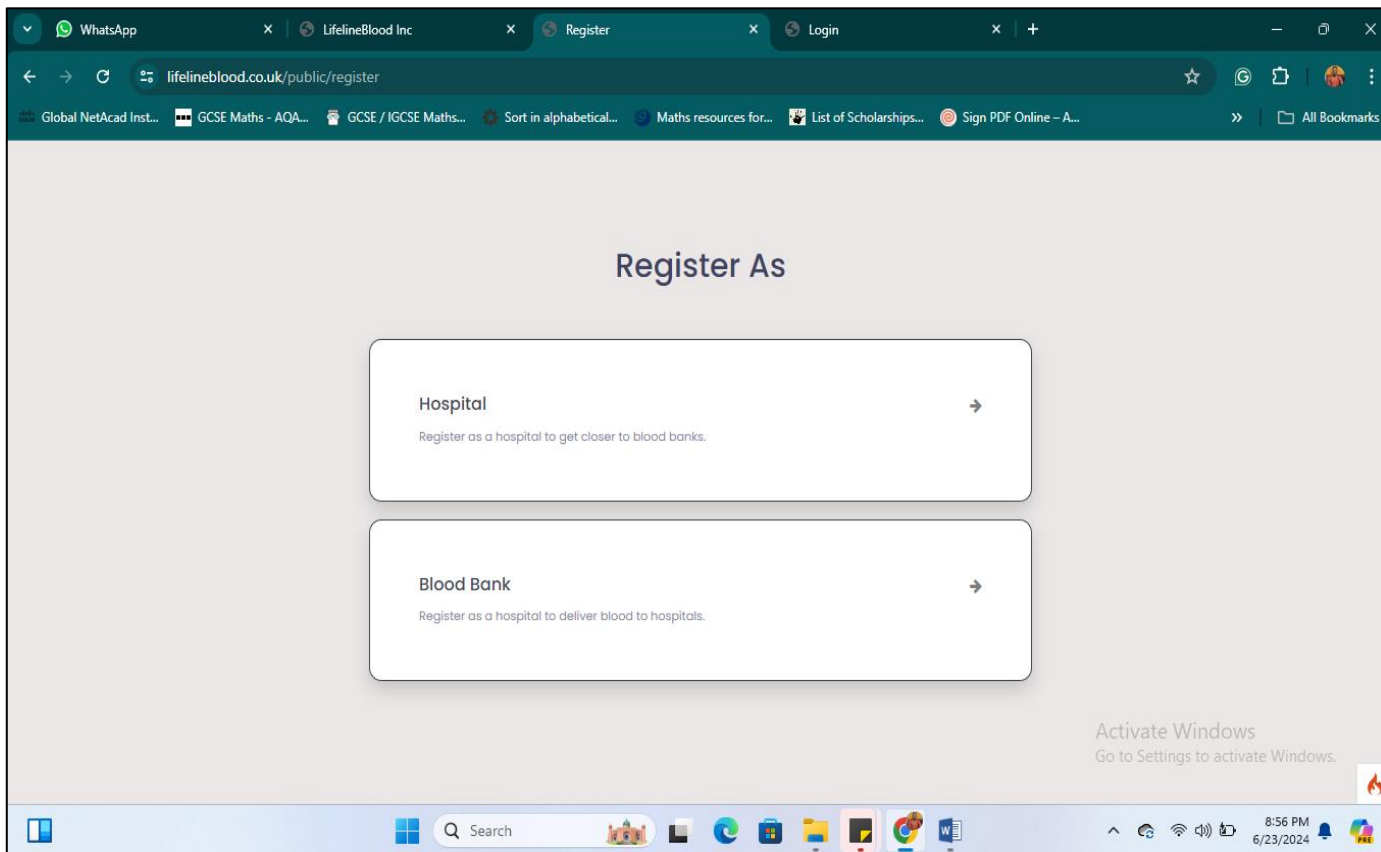 WhatsApp
LifelineBlood Inc
Register
Login
lifelineblood.co.uk/public/register
Global NetAcad Inst...
GCSE Maths - AQA...
GCSE / IGCSE Maths...
Sort in alphabetical...
Maths resources for...
List of Scholarships...
Sign PDF Online – A...
All Bookmarks
Register As
Hospital
Register as a hospital to get closer to blood banks.
Blood Bank
Register as a hospital to deliver blood to hospitals.
Activate Windows
Go to Settings to activate Windows.
Search
8:56 PM
6/23/2024
PRE